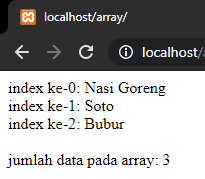 localhost/array/
localhost/
index ke-0: Nasi Goreng
index ke-1: Soto
index ke-2: Bubur
jumlah data pada array: 3